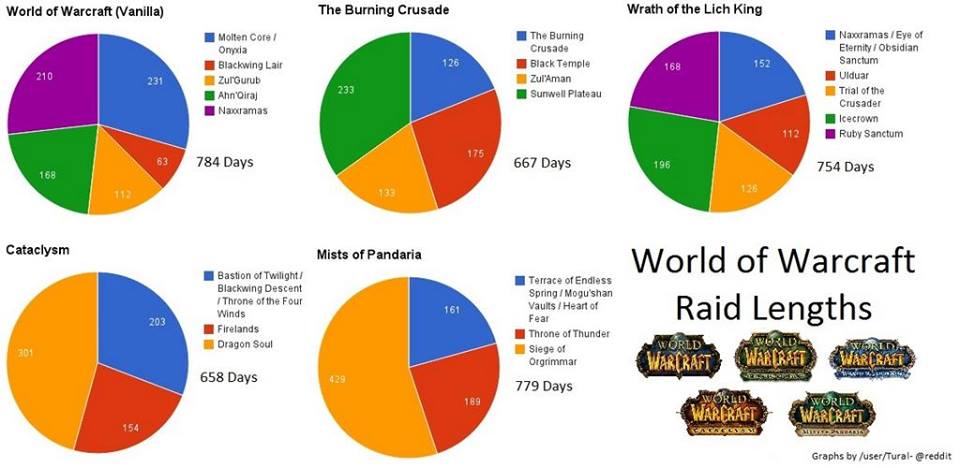 World of Warcraft (Vanilla)
231
63
112
168
210
Molten Core /
Onyxia
Blackwing Lair
Zul'Gurub
Ahn'Qiraj
Naxxramas
784 Days
The Burning Crusade
126
175
133
233
The Burning
Crusade
Black Temple
Zul'Aman
Sunwell Plateau
667 Days
Wrath of the Lich King
152
112
126
196
168
Naxxramas / Eye of
Eternity / Obsidian
Sanctum
Ulduar
Trial of the
Crusader
Icecrown
Ruby Sanctum
754 Days
Cataclysm
203
154
301
Bastion of Twilight /
Blackwing Descent
/ Throne of the Four
Winds
Firelands
Dragon Soul
658 Days
Mists of Pandaria
161
189
429
Terrace of Endless
Spring / Mogu'shan
Vaults / Heart of
Fear
Throne of Thunder
Siege of
Orgrimmar
779 Days
World of Warcraft
Raid Lengths
WORLD
WARCRAFT
WORLD
WARCRAFT
WORLD
WARCRAFT
WORLD
WARCRAFT
CATACLYSM
WORLD
WARCRAFT
Graphs by /user/Tural- @reddit